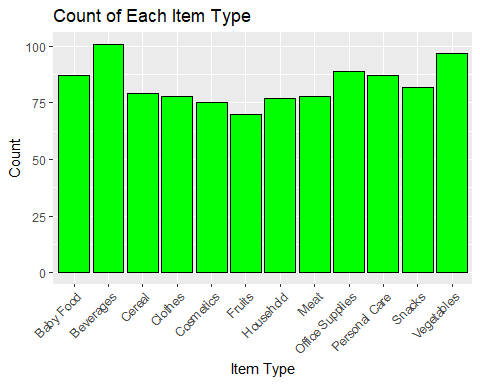 Count of Each Item Type
Count
100
75
50
25
0
Baby Food
Beverages
Cereal
Clothes
Cosmetics
Fruits
Household
Meat
Office Supplies
Personal Care
Snacks
Vegetables
Item Type